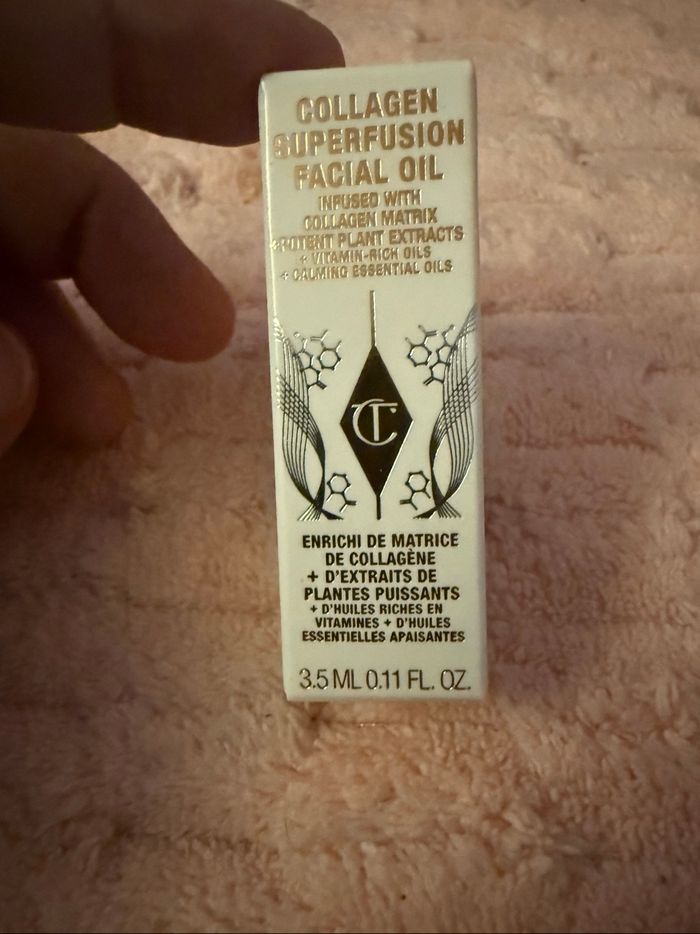 COLLAGEN
SUPERFUSION
FACIAL OIL
INFUSED WITH
COLLAGEN MATRIX
+POTENT PLANT EXTRACTS
+ VITAMIN-RICH OILS
+ CALMING ESSENTIAL OILS
CT
ENRICHI DE MATRICE
DE COLLAGÈNE
+ D'EXTRAITS DE
PLANTES PUISSANTS
+ D'HUILES RICHES EN
VITAMINES + D'HUILES
ESSENTIELLES APAISANTES
3.5 ML 0.11 FL. OZ.